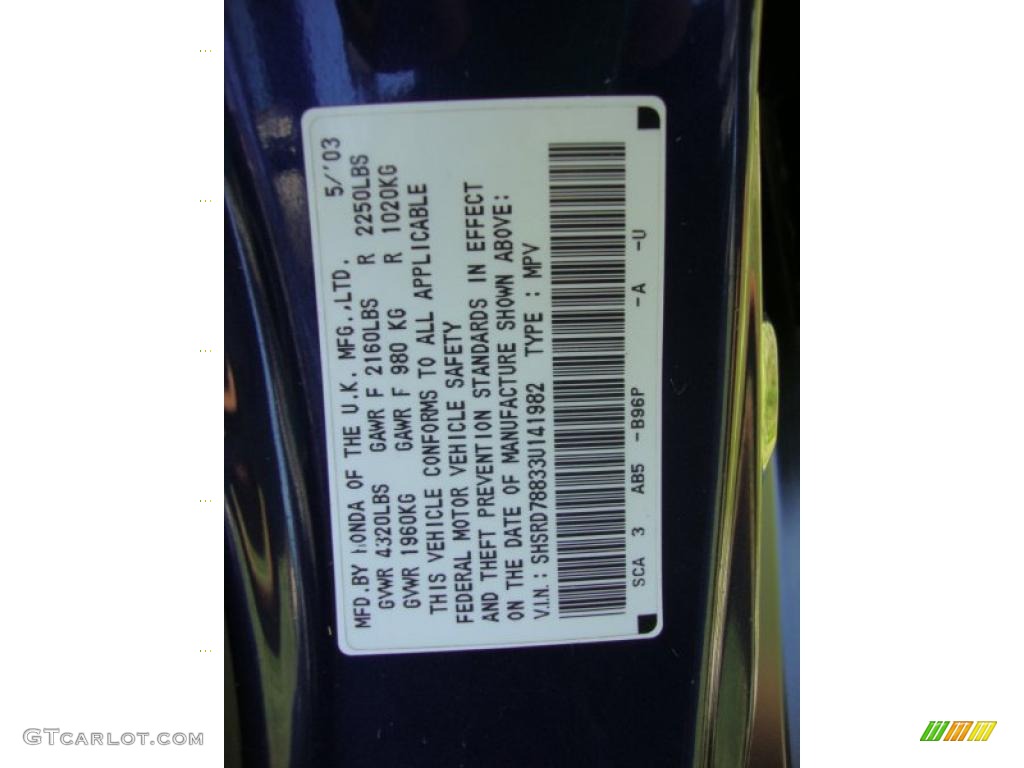 MFD.BY HONDA OF THE U.K. MFG.,LTD. 5/'03
GVWR 4320LBS GAWR F 2160LBS R 2250LBS
GVWR 1960KG GAWR F 980 KG R 1020KG
THIS VEHICLE CONFORMS TO ALL APPLICABLE
FEDERAL MOTOR VEHICLE SAFETY
AND THEFT PREVENTION STANDARDS IN EFFECT
ON THE DATE OF MANUFACTURE SHOWN ABOVE:
V.I.N.: SHSRD78833U141982 TYPE : MPV
SCA 3 AB5 -B96P -A -U
GTCARLOT.COM